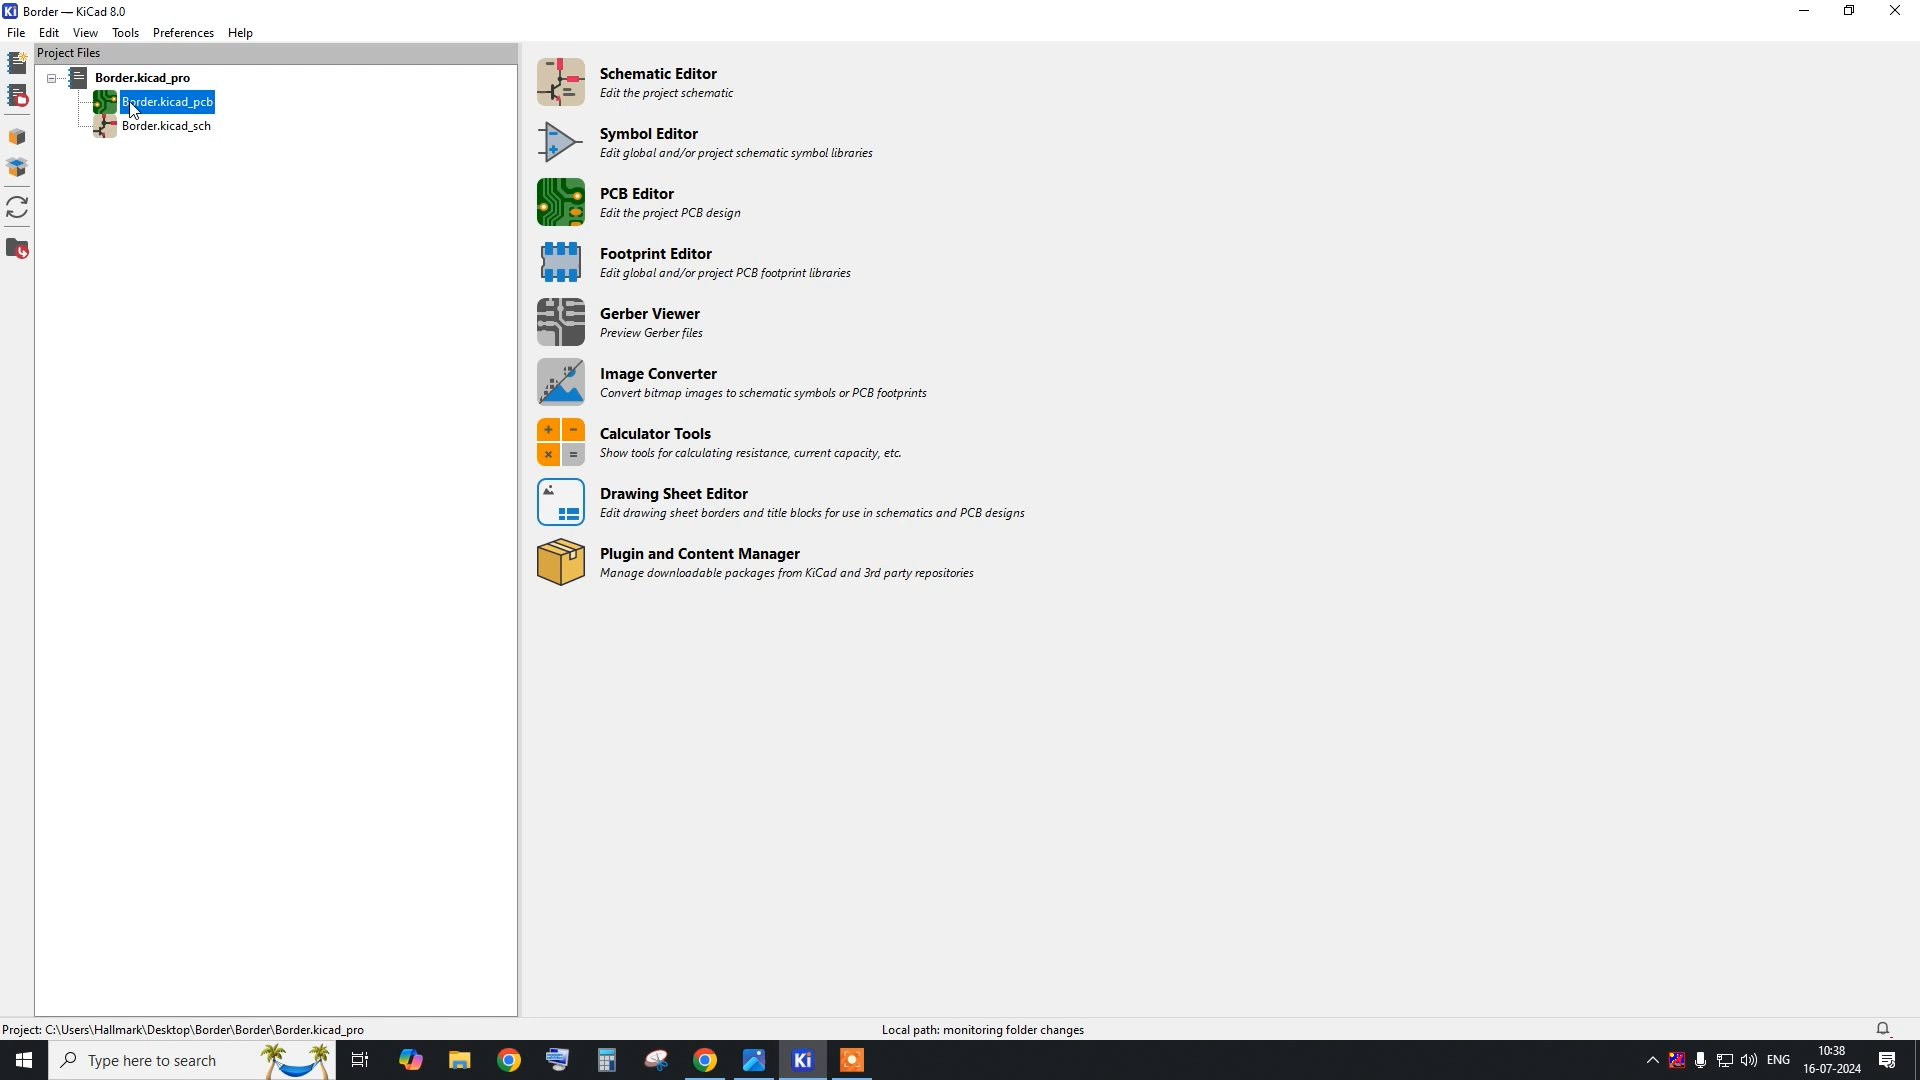 Border — KiCad 8.0
File Edit View Tools Preferences Help
Project Files
Border.kicad_pro
Border.kicad_pcb
Border.kicad_sch
Schematic Editor
Edit the project schematic
Symbol Editor
Edit global and/or project schematic symbol libraries
PCB Editor
Edit the project PCB design
Footprint Editor
Edit global and/or project PCB footprint libraries
Gerber Viewer
Preview Gerber files
Image Converter
Convert bitmap images to schematic symbols or PCB footprints
Calculator Tools
Show tools for calculating resistance, current capacity, etc.
Drawing Sheet Editor
Edit drawing sheet borders and title blocks for use in schematics and PCB designs
Plugin and Content Manager
Manage downloadable packages from KiCad and 3rd party repositories
Project: C:\Users\Hallmark\Desktop\Border\Border\Border.kicad_pro
Local path: monitoring folder changes
Type here to search
Ki
ENG
10:38
16-07-2024